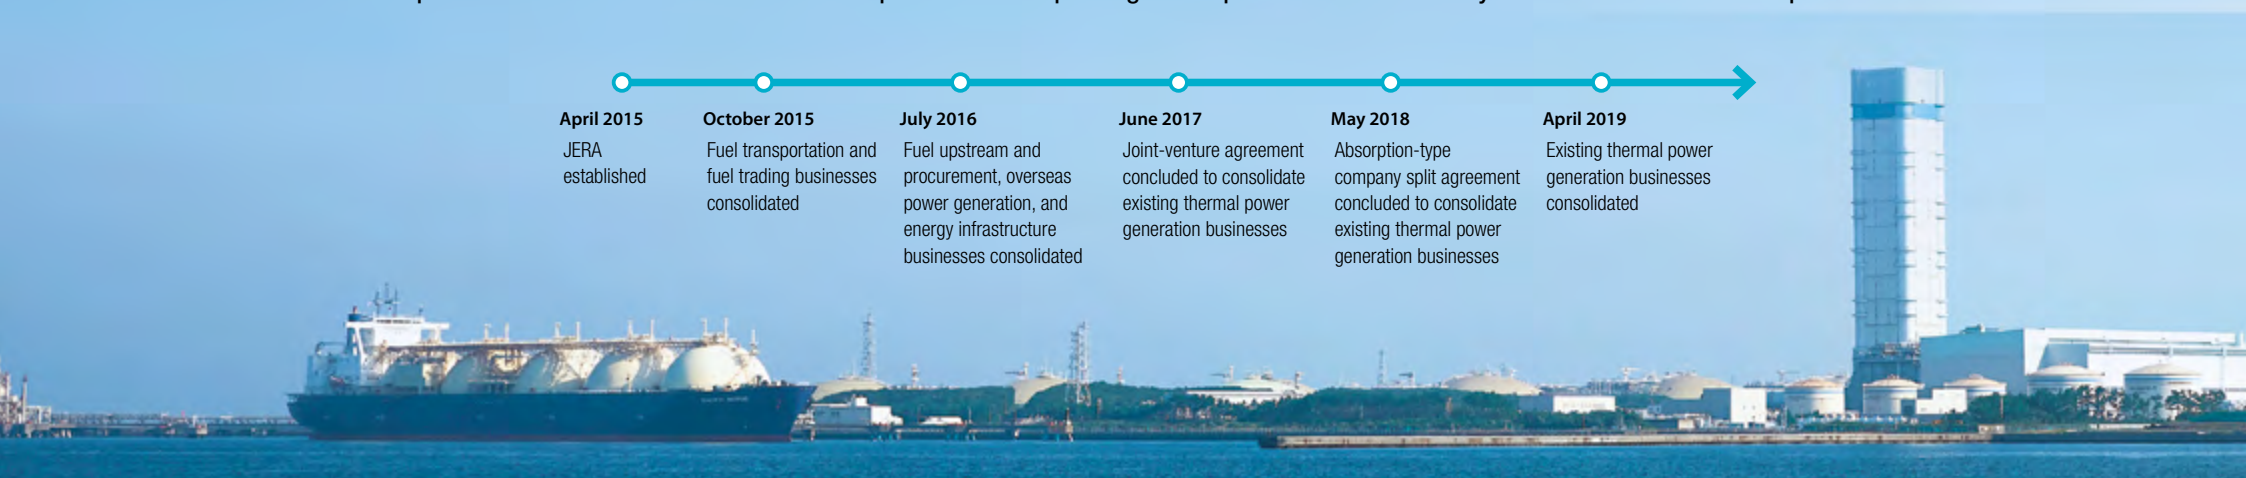 April 2015
JERA
established
October 2015
Fuel transportation and
fuel trading businesses
consolidated
July 2016
Fuel upstream and
procurement, overseas
power generation, and
energy infrastructure
businesses consolidated
June 2017
Joint-venture agreement
concluded to consolidate
existing thermal power
generation businesses
May 2018
Absorption-type
company split agreement
concluded to consolidate
existing thermal power
generation businesses
April 2019
Existing thermal power
generation businesses
consolidated